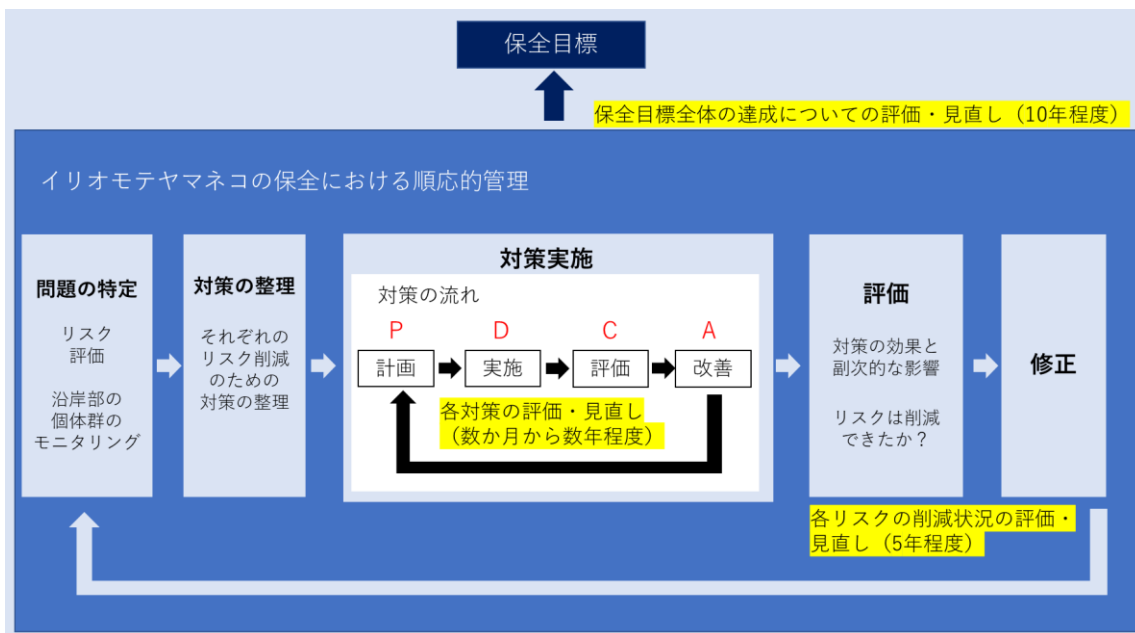 保全目標
保全目標全体の達成についての評価・見直し（10年程度）
イリオモテヤマネコの保全における順応的管理
問題の特定
リスク
評価
沿岸部の
個体群の
モニタリング
対策の整理
それぞれの
リスク削減
のための
対策の整理
対策実施
対策の流れ
P
D
C
A
計画
実施
評価
改善
各対策の評価・見直し
（数か月から数年程度）
評価
対策の効果と
副次的な影響
リスクは削減
できたか？
各リスクの削減状況の評価・
見直し（5年程度）
修正